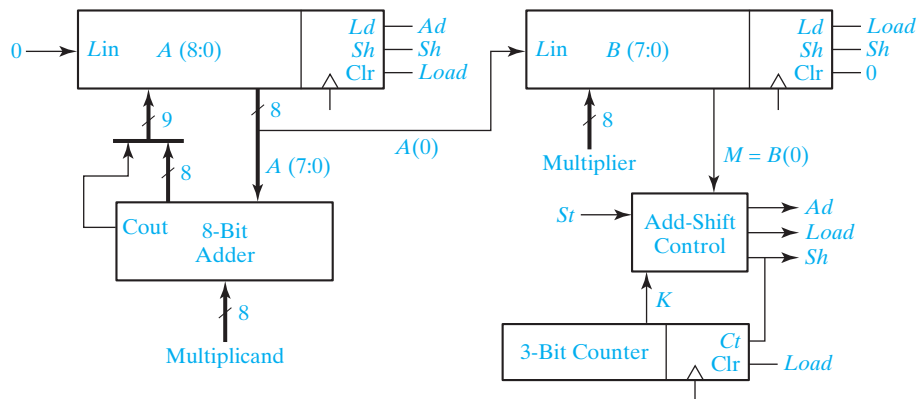 0
Lin
A (8:0)
Ld
Sh
Clr
Ad
Sh
Load
Lin
B (7:0)
Ld
Sh
Clr
Load
Sh
0
9
8
A(0)
8
Multiplier
M = B(0)
8
A (7:0)
Cout
8-Bit
Adder
8
Multiplicand
St
Add-Shift
Control
Ad
Load
Sh
K
3-Bit Counter
Ct
Clr
Load